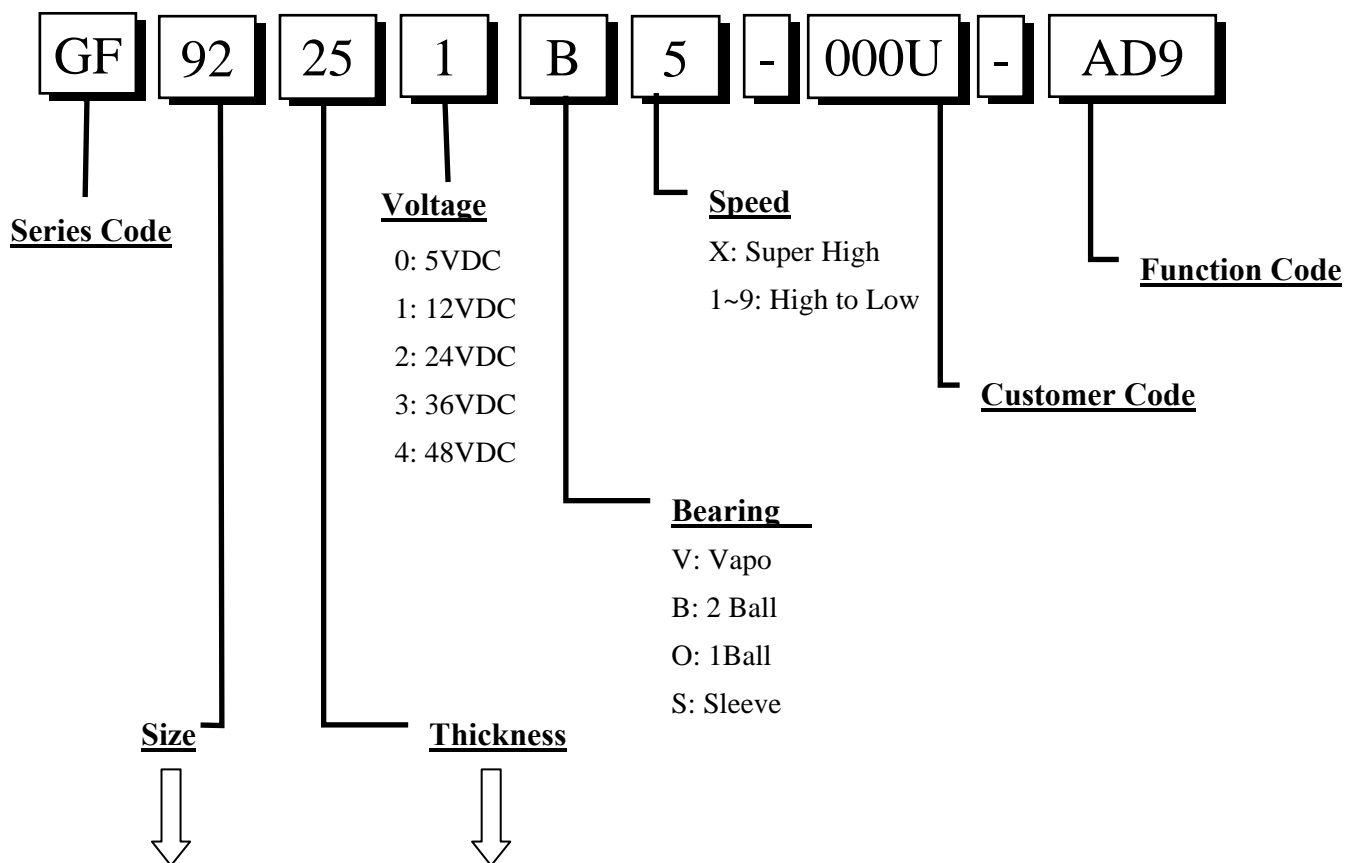 GF 92 25 1 B 5 - 000U - AD9
Series Code
Voltage
0: 5VDC
1: 12VDC
2: 24VDC
3: 36VDC
4: 48VDC
Speed
X: Super High
1~9: High to Low
Function Code
Customer Code
Bearing
V: Vapo
B: 2 Ball
O: 1Ball
S: Sleeve
Size
Thickness